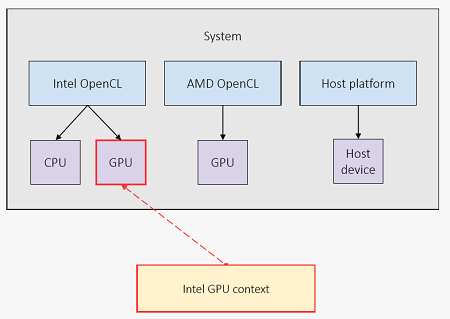 System
Intel OpenCL
AMD OpenCL
Host platform
CPU
GPU
GPU
Host
device
Intel GPU context